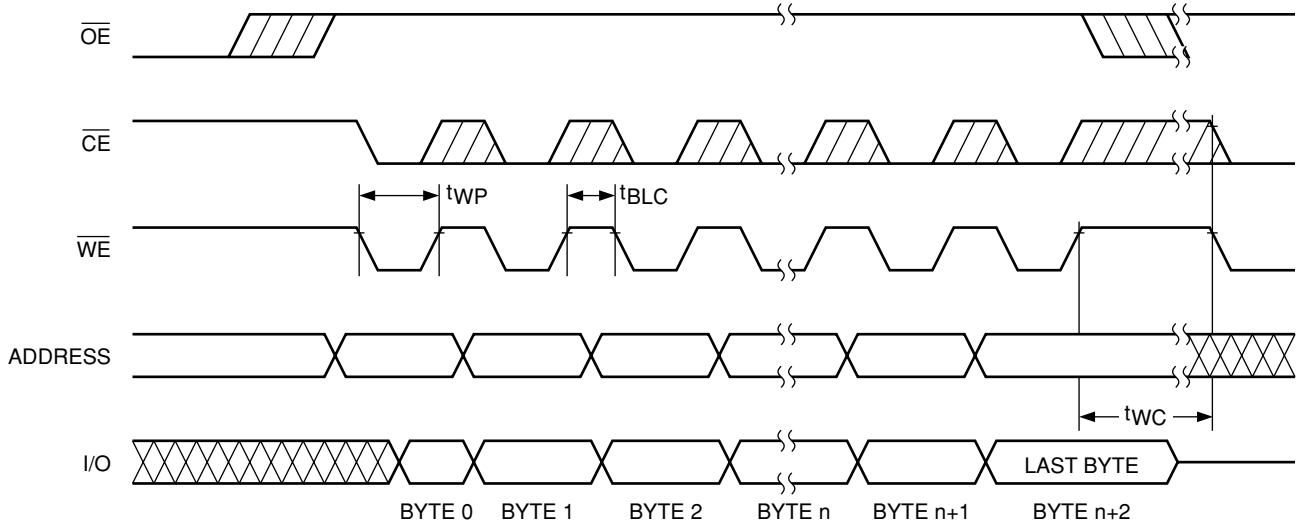 OE
CE
tWP
tBLC
WE
ADDRESS
tWC
I/O
LAST BYTE
BYTE 0 BYTE 1 BYTE 2 BYTE n BYTE n+1 BYTE n+2